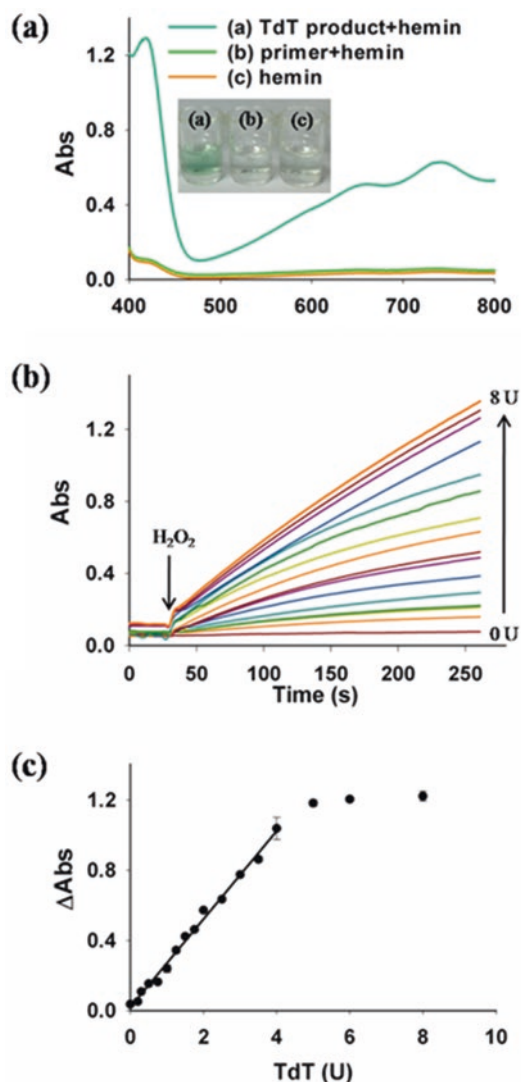 (a)
(a) TdT product+hemin
(b) primer+hemin
(c) hemin
(a) (b) (c)
Abs
1.2
0.8
0.4
0.0
400 500 600 700 800
(b)
8 U
H₂O₂
0 U
Abs
1.2
0.8
0.4
0.0
0 50 100 150 200 250
Time (s)
(c)
ΔAbs
1.2
0.8
0.4
0.0
0 2 4 6 8 10
TdT (U)